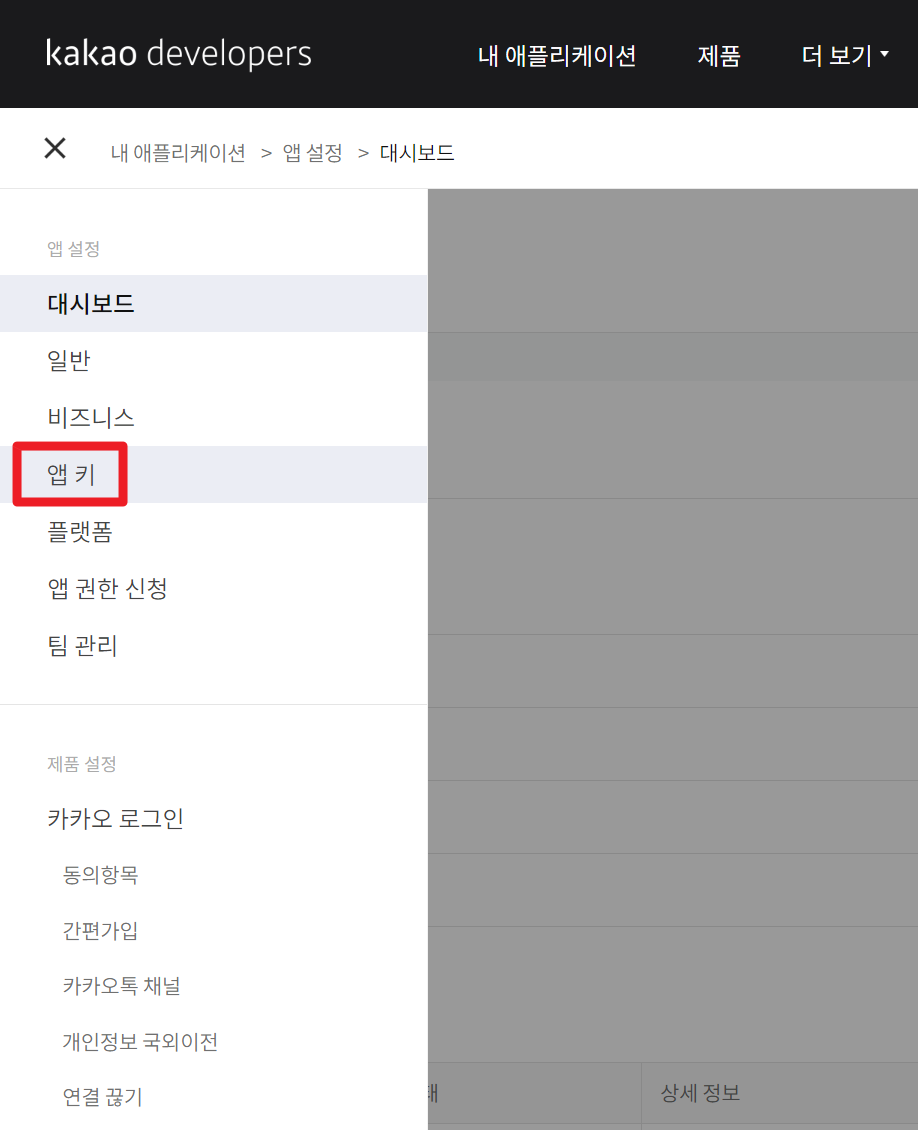 kakao developers 내 애플리케이션 제품 더 보기
내 애플리케이션 > 앱 설정 > 대시보드
앱 설정
대시보드
일반
비즈니스
앱 키
플랫폼
앱 권한 신청
팀 관리
제품 설정
카카오 로그인
동의항목
간편가입
카카오톡 채널
개인정보 국외이전
연결 끊기
상세 정보